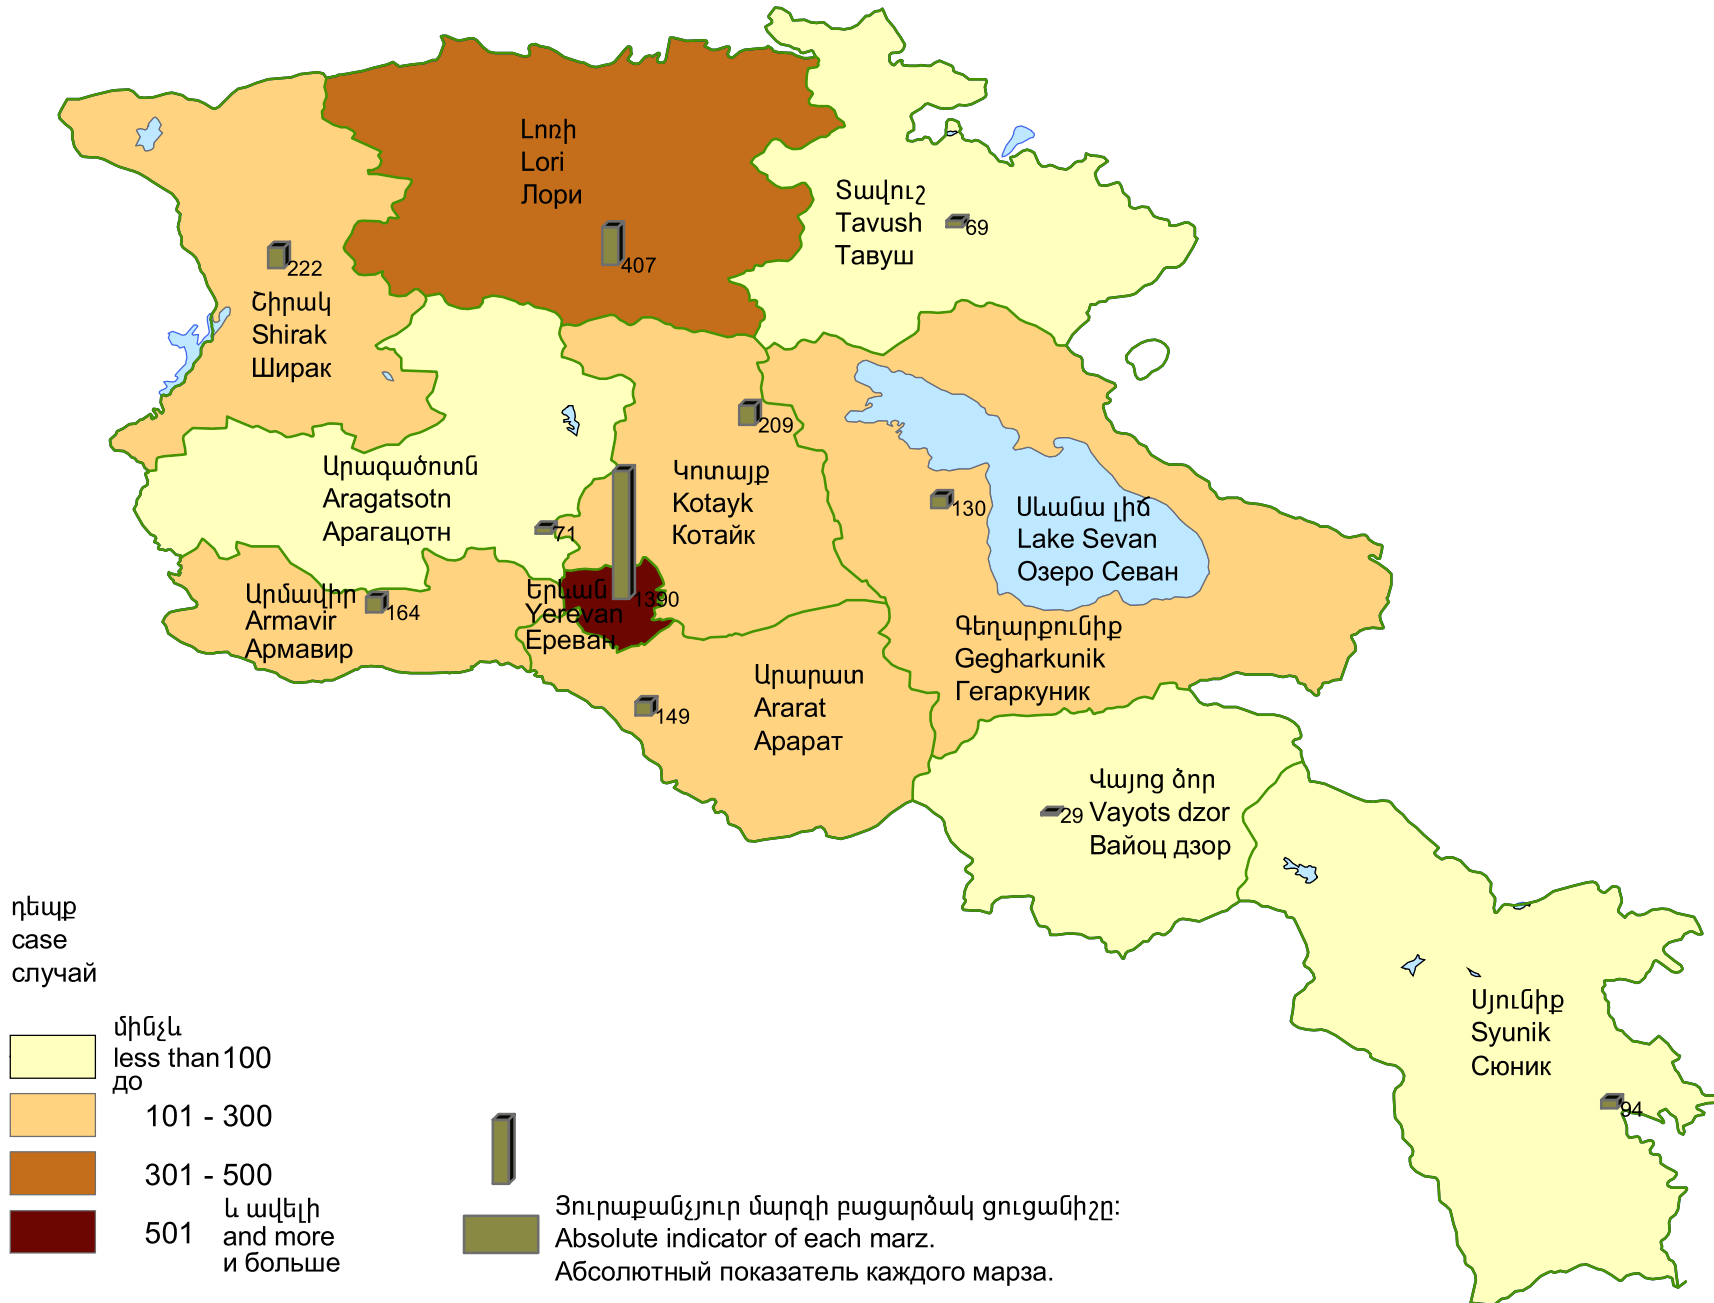 Լոռի
Lori
Лори
407
Տավուշ
Tavush
Тавуш
69
222
Շիրակ
Shirak
Ширак
209
Կոտայք
Kotayk
Котайк
Արագածոտն
Aragatsotn
Арагацотн
71
130
Սևանա լիճ
Lake Sevan
Озеро Севан
Արմավիր
Armavir
Армавир
164
Երևան
Yerevan
Ереван
1390
Գեղարքունիք
Gegharkunik
Гегаркуник
Արարատ
Ararat
Арарат
149
Վայոց ձոր
Vayots dzor
Вайоц дзор
29
Սյունիք
Syunik
Сюник
94
դեպք
case
случай
մինչև
less than 100
до
101 - 300
301 - 500
501
և ավելի
and more
и больше
Յուրաքանչյուր մարզի բացարձակ ցուցանիշը:
Absolute indicator of each marz.
Абсолютный показатель каждого марза.